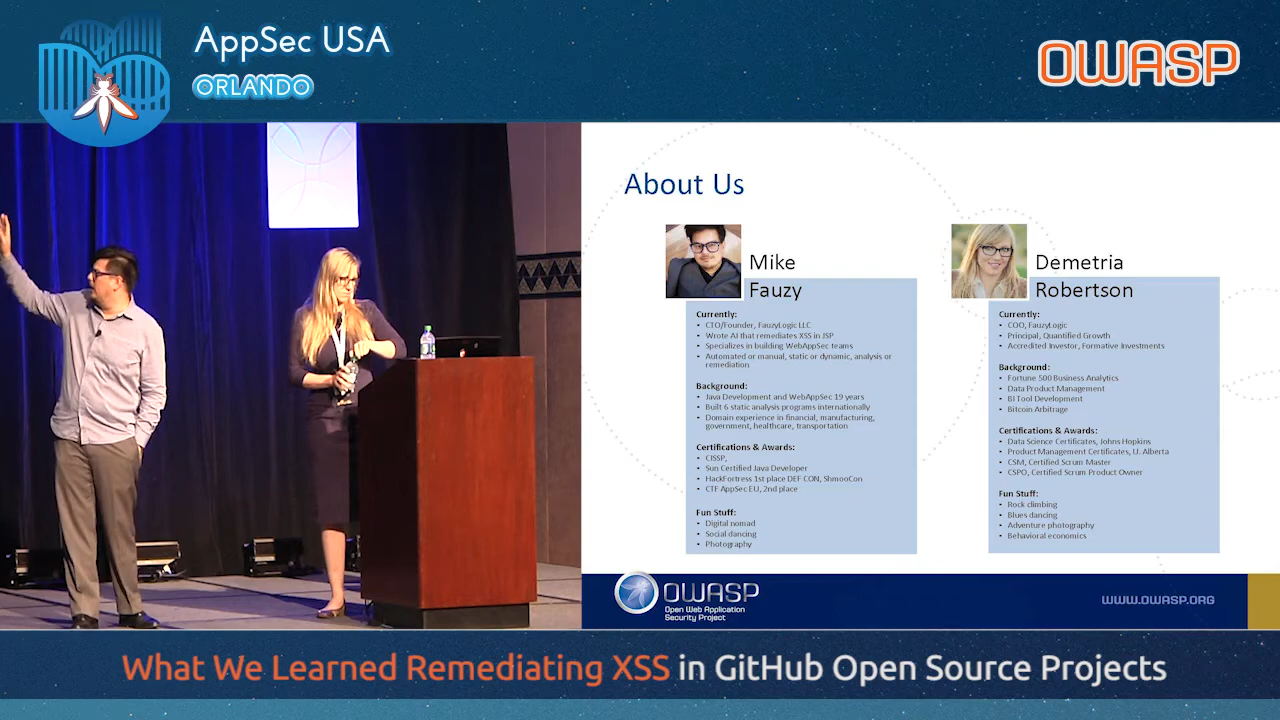 AppSec USA
ORLANDO
OWASP
About Us
Mike
Fauzy
Currently:
• CTO/Founder, FauzyLogic LLC
• Wrote AI that remediates XSS in JSP
• Specializes in building WebAppSec teams
• Automated or manual, static or dynamic, analysis or
remediation
Background:
• Java Development and WebAppSec 19 years
• Built 6 static analysis programs internationally
• Domain experience in financial, manufacturing,
government, healthcare, transportation
Certifications & Awards:
• CISSP,
• Sun Certified Java Developer
• HackFortress 1st place DEF CON, ShmooCon
• CTF AppSec EU, 2nd place
Fun Stuff:
• Digital nomad
• Social dancing
• Photography
Demetria
Robertson
Currently:
• COO, FauzyLogic
• Principal, Quantified Growth
• Accredited Investor, Formative Investments
Background:
• Fortune 500 Business Analytics
• Data Product Management
• BI Tool Development
• Bitcoin Arbitrage
Certifications & Awards:
• Data Science Certificates, Johns Hopkins
• Product Management Certificates, U. Alberta
• CSM, Certified Scrum Master
• CSPO, Certified Scrum Product Owner
Fun Stuff:
• Rock climbing
• Blues dancing
• Adventure photography
• Behavioral economics
OWASP
Open Web Application
Security Project
WWW.OWASP.ORG
What We Learned Remediating XSS in GitHub Open Source Projects